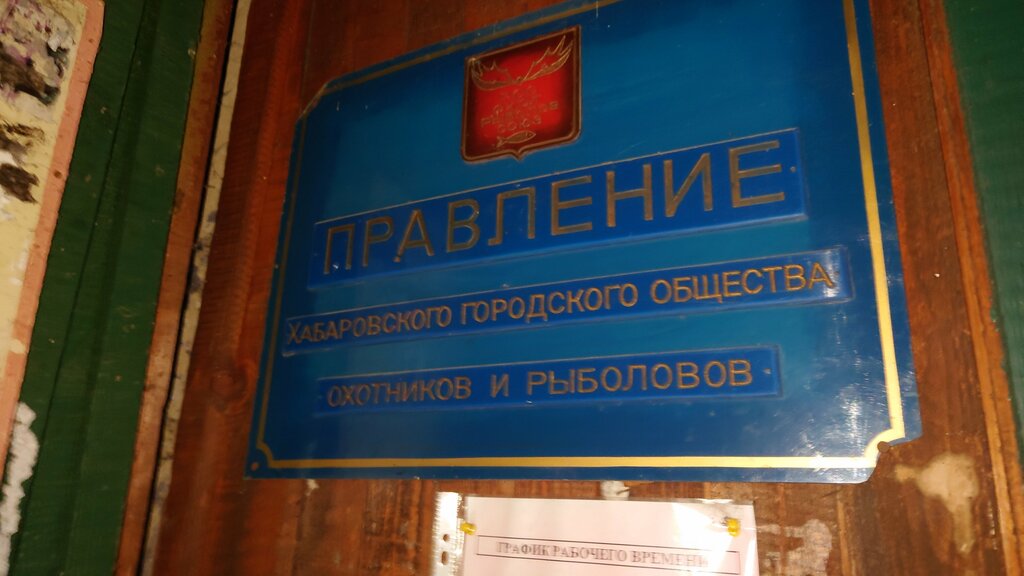 ПРАВЛЕНИЕ
ХАБАРОВСКОГО ГОРОДСКОГО ОБЩЕСТВА
ОХОТНИКОВ И РЫБОЛОВОВ
ГРАФИК РАБОЧЕГО ВРЕМЕНИ